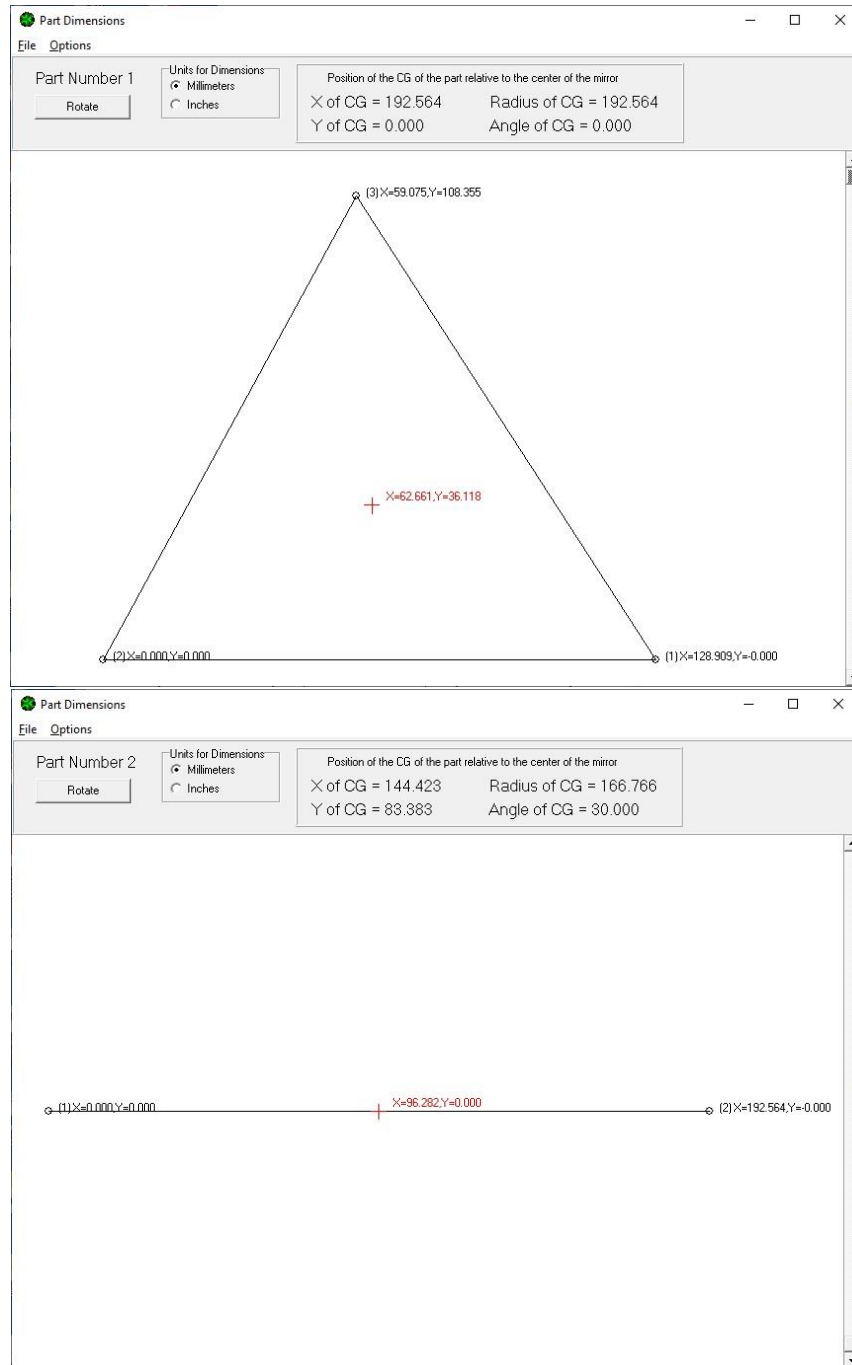 Part Dimensions
File Options
Part Number 1
Rotate
Units for Dimensions
Millimeters
Inches
Position of the CG of the part relative to the center of the mirror
X of CG = 192.564 Radius of CG = 192.564
Y of CG = 0.000 Angle of CG = 0.000
(3) X=59.075,Y=108.355
X=62.661,Y=36.118
(2) X=0.000,Y=0.000
(1) X=128.909,Y=-0.000
Part Dimensions
File Options
Part Number 2
Rotate
Units for Dimensions
Millimeters
Inches
Position of the CG of the part relative to the center of the mirror
X of CG = 144.423 Radius of CG = 166.766
Y of CG = 83.383 Angle of CG = 30.000
X=96.282,Y=0.000
(1) X=0.000,Y=0.000
(2) X=192.564,Y=-0.000